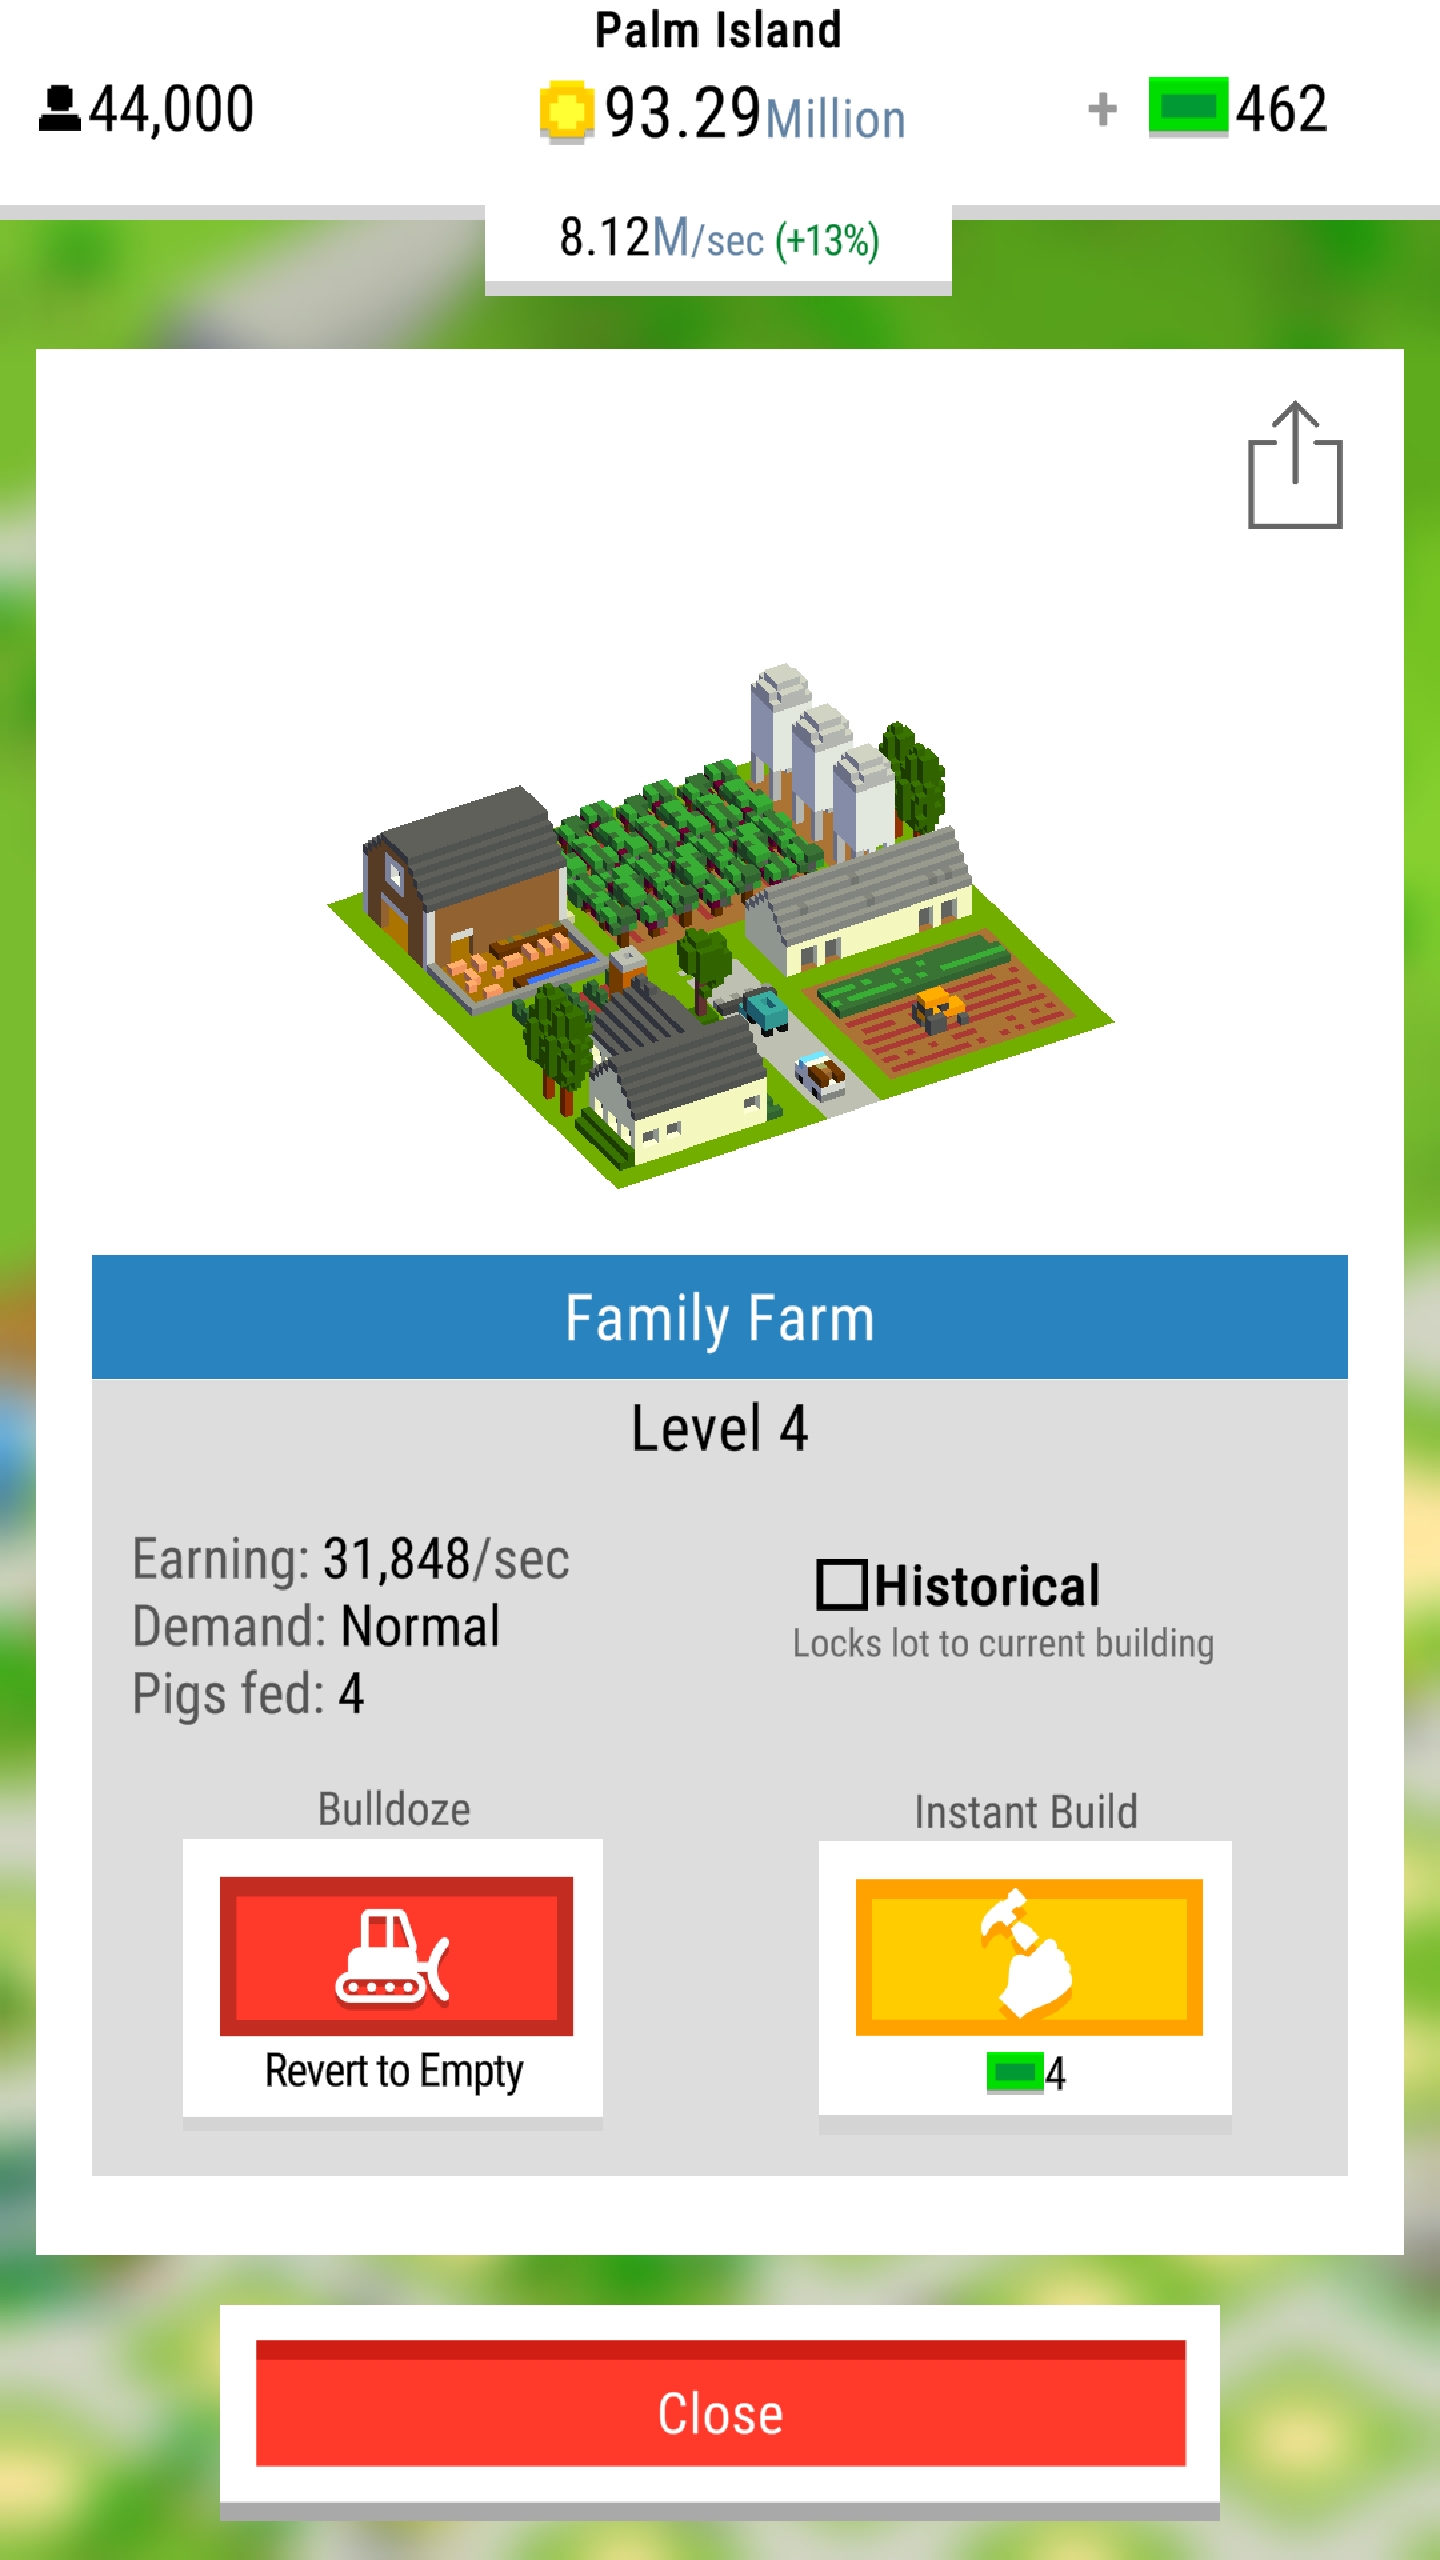 Palm Island
44,000
93.29Million
+ 462
8.12M/sec (+13%)
Family Farm
Level 4
Earning: 31,848/sec
Demand: Normal
Pigs fed: 4
Historical
Locks lot to current building
Bulldoze
Revert to Empty
Instant Build
4
Close